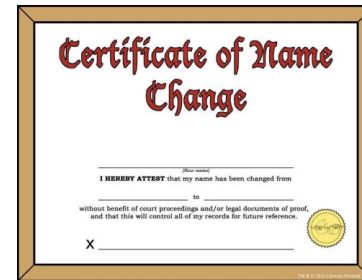 Certificate of Name
Change
(New name)
I HEREBY ATTEST that my name has been changed from
to
without benefit of court proceedings and/or legal documents of proof,
and that this will control all of my records for future reference.
X